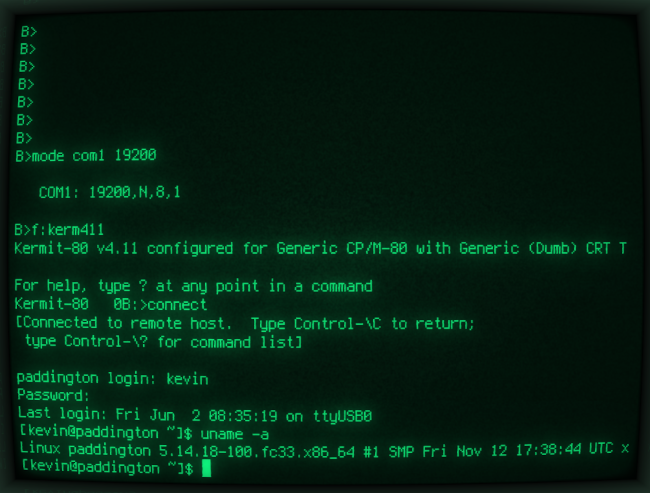 B>
B>
B>
B>
B>
B>
B>
B>mode com1 19200
COM1: 19200,N,8,1
B>f:kerm411
Kermit-80 v4.11 configured for Generic CP/M-80 with Generic (Dumb) CRT T
For help, type ? at any point in a command
Kermit-80 0B:>connect
[Connected to remote host. Type Control-\C to return;
type Control-\? for command list]
paddington login: kevin
Password:
Last login: Fri Jun 2 08:35:19 on ttyUSB0
[kevin@paddington ~]$ uname -a
Linux paddington 5.14.18-100.fc33.x86_64 #1 SMP Fri Nov 12 17:38:44 UTC x
[kevin@paddington ~]$